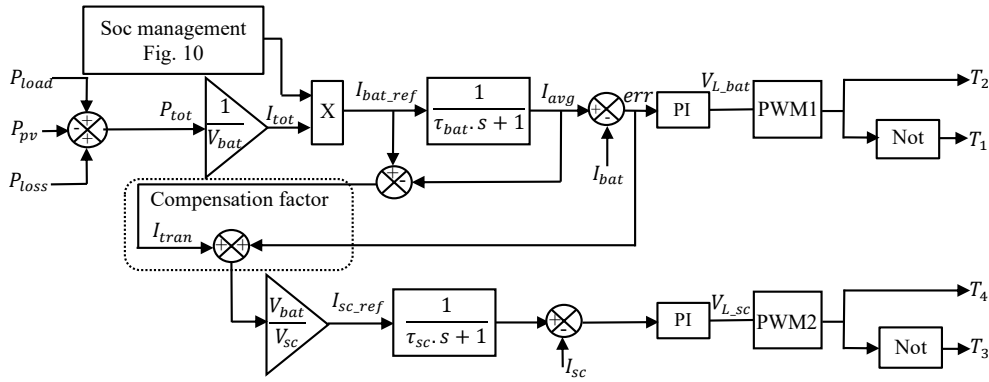 Soc management
Fig. 10
P_load
P_pv
P_loss
- + +
P_tot
1
V_bat
I_tot
X
I_bat_ref
1
τ_bat. s + 1
I_avg
+ -
I_bat
err
PI
V_L_bat
PWM1
T_2
Not
T_1
+ -
Compensation factor
I_tran
+ +
V_bat
V_sc
I_sc_ref
1
τ_sc. s + 1
+ -
I_sc
PI
V_L_sc
PWM2
T_4
Not
T_3